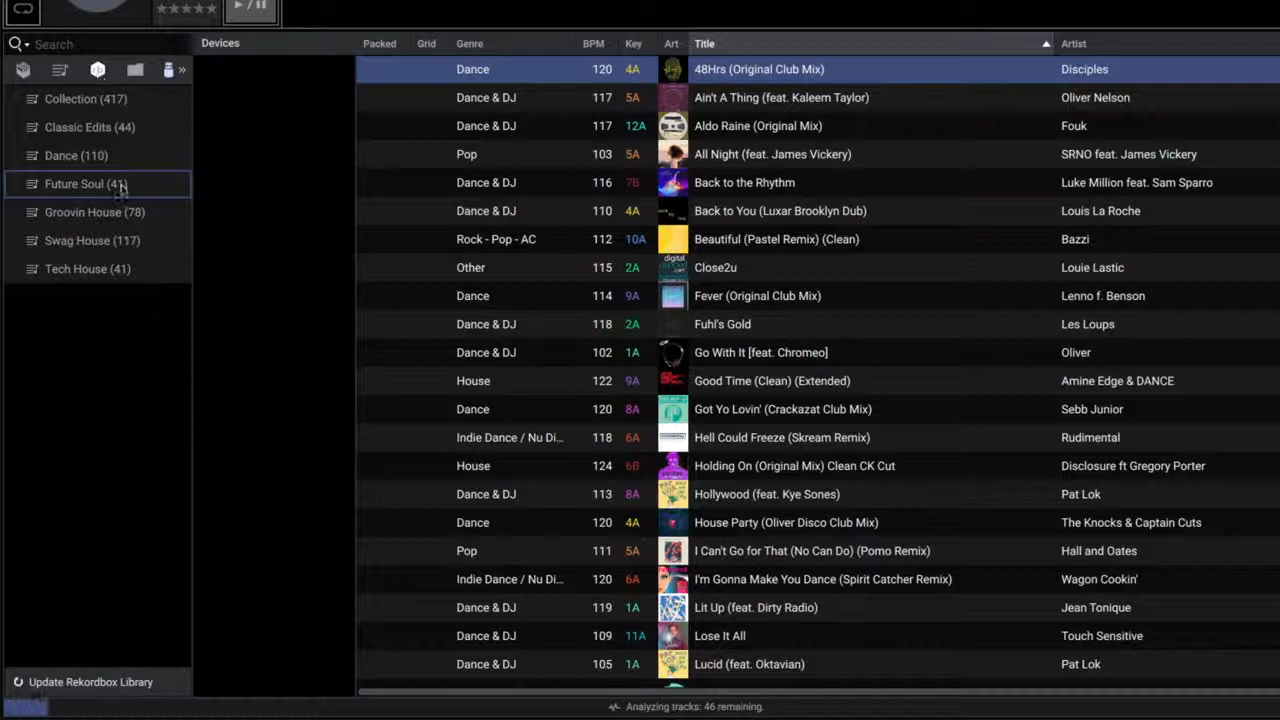 Search
Devices
Packed Grid Genre BPM Key Art Title Artist
Collection (417)
Classic Edits (44)
Dance (110)
Future Soul (41)
Groovin House (78)
Swag House (117)
Tech House (41)
Dance 120 4A 48Hrs (Original Club Mix) Disciples
Dance & DJ 117 5A Ain't A Thing (feat. Kaleem Taylor) Oliver Nelson
Dance & DJ 117 12A Aldo Raine (Original Mix) Fouk
Pop 103 5A All Night (feat. James Vickery) SRNO feat. James Vickery
Dance & DJ 116 7B Back to the Rhythm Luke Million feat. Sam Sparro
Dance & DJ 110 4A Back to You (Luxar Brooklyn Dub) Louis La Roche
Rock - Pop - AC 112 10A Beautiful (Pastel Remix) (Clean) Bazzi
Other 115 2A Close2u Louie Lastic
Dance 114 9A Fever (Original Club Mix) Lenno f. Benson
Dance & DJ 118 2A Fuhl's Gold Les Loups
Dance & DJ 102 1A Go With It [feat. Chromeo] Oliver
House 122 9A Good Time (Clean) (Extended) Amine Edge & DANCE
Dance 120 8A Got Yo Lovin' (Crackazat Club Mix) Sebb Junior
Indie Dance / Nu Di... 118 6A Hell Could Freeze (Skream Remix) Rudimental
House 124 6B Holding On (Original Mix) Clean CK Cut Disclosure ft Gregory Porter
Dance & DJ 113 8A Hollywood (feat. Kye Sones) Pat Lok
Dance 120 4A House Party (Oliver Disco Club Mix) The Knocks & Captain Cuts
Pop 111 5A I Can't Go for That (No Can Do) (Pomo Remix) Hall and Oates
Indie Dance / Nu Di... 120 6A I'm Gonna Make You Dance (Spirit Catcher Remix) Wagon Cookin'
Dance & DJ 119 1A Lit Up (feat. Dirty Radio) Jean Tonique
Dance & DJ 109 11A Lose It All Touch Sensitive
Dance & DJ 105 1A Lucid (feat. Oktavian) Pat Lok
Update Rekordbox Library
Analyzing tracks: 46 remaining.